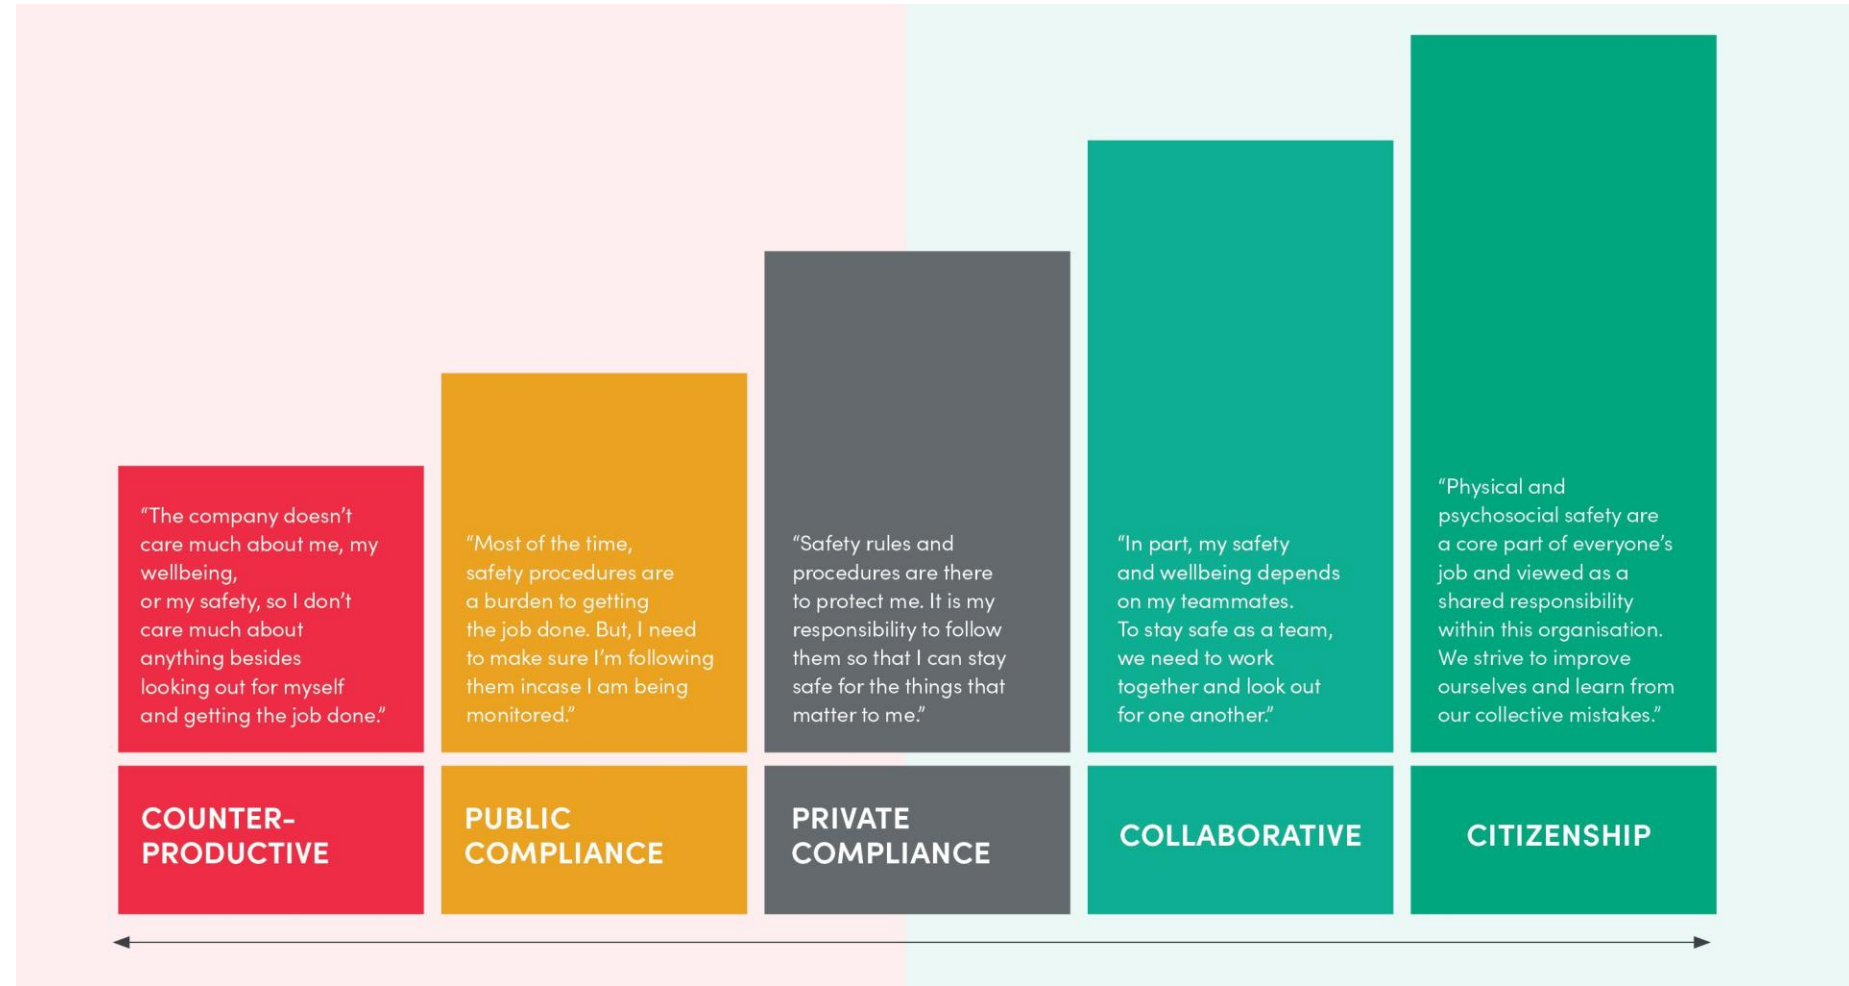 “The company doesn’t
care much about me, my
wellbeing,
or my safety, so I don’t
care much about
anything besides
looking out for myself
and getting the job done.”
COUNTER-
PRODUCTIVE
“Most of the time,
safety procedures are
a burden to getting
the job done. But, I need
to make sure I’m following
them incase I am being
monitored.”
PUBLIC
COMPLIANCE
“Safety rules and
procedures are there
to protect me. It is my
responsibility to follow
them so that I can stay
safe for the things that
matter to me.”
PRIVATE
COMPLIANCE
“In part, my safety
and wellbeing depends
on my teammates.
To stay safe as a team,
we need to work
together and look out
for one another.”
COLLABORATIVE
“Physical and
psychosocial safety are
a core part of everyone’s
job and viewed as a
shared responsibility
within this organisation.
We strive to improve
ourselves and learn from
our collective mistakes.”
CITIZENSHIP